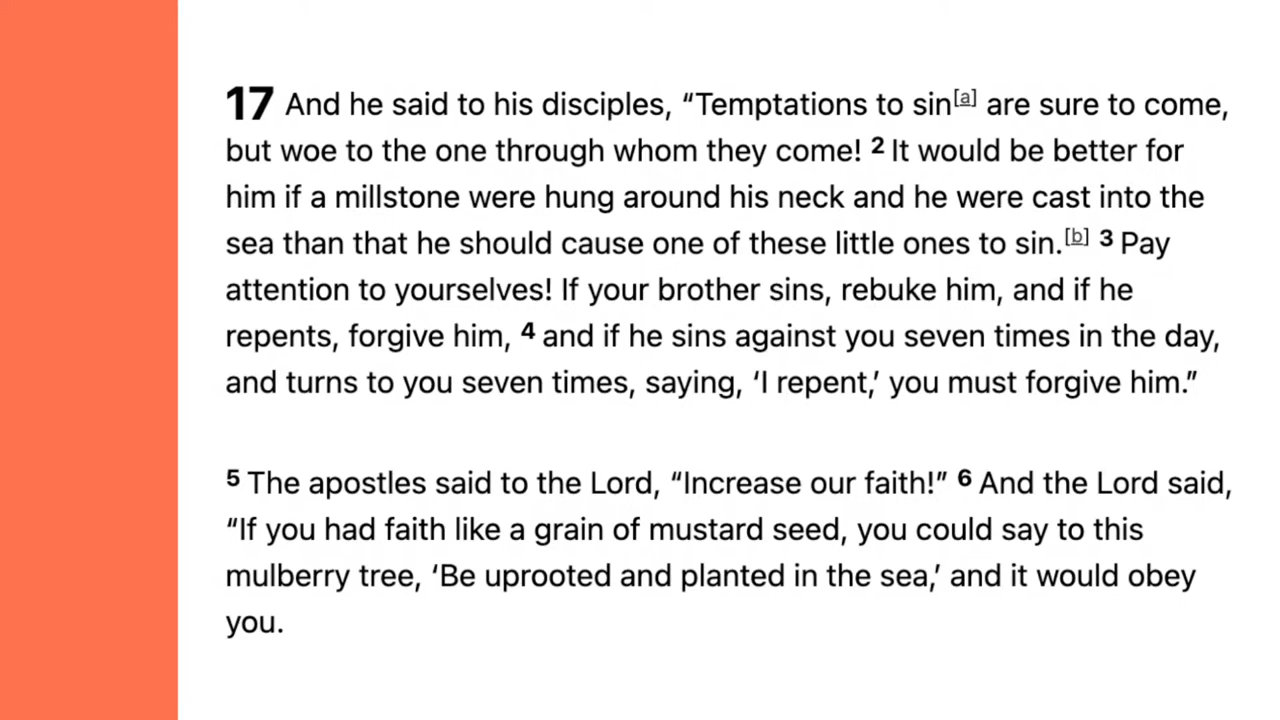 17 And he said to his disciples, “Temptations to sin[a] are sure to come,
but woe to the one through whom they come! 2 It would be better for
him if a millstone were hung around his neck and he were cast into the
sea than that he should cause one of these little ones to sin.[b] 3 Pay
attention to yourselves! If your brother sins, rebuke him, and if he
repents, forgive him, 4 and if he sins against you seven times in the day,
and turns to you seven times, saying, ‘I repent,’ you must forgive him.”
5 The apostles said to the Lord, “Increase our faith!” 6 And the Lord said,
“If you had faith like a grain of mustard seed, you could say to this
mulberry tree, ‘Be uprooted and planted in the sea,’ and it would obey
you.